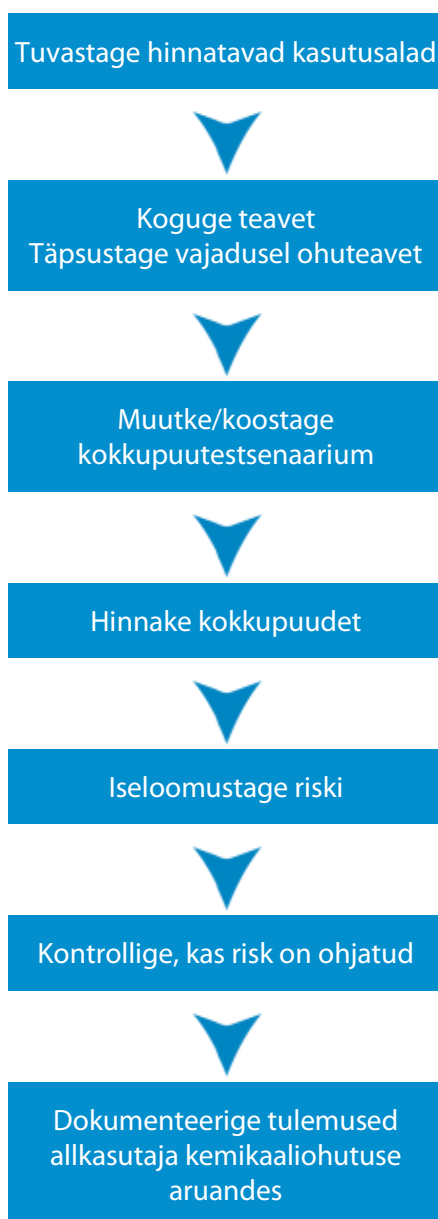 Tuvastage hinnatavad kasutusalad
Koguge teavet
Täpsustage vajadusel ohuteavet
Muutke/koostage
kokkupuutestsenaarium
Hinnake kokkupuudet
Iseloomustage riski
Kontrollige, kas risk on ohjatud
Dokumenteerige tulemused
allkasutaja kemikaaliohutuse
aruandes